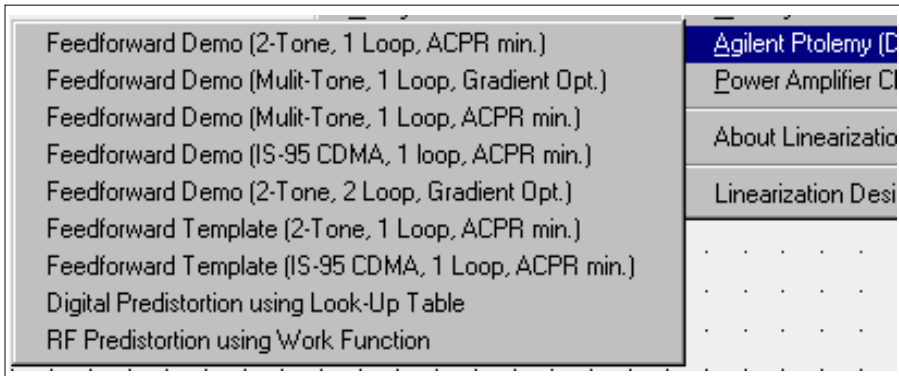 Feedforward Demo (2-Tone, 1 Loop, ACPR min.)
Feedforward Demo (Mulit-Tone, 1 Loop, Gradient Opt.)
Feedforward Demo (Mulit-Tone, 1 Loop, ACPR min.)
Feedforward Demo (IS-95 CDMA, 1 loop, ACPR min.)
Feedforward Demo (2-Tone, 2 Loop, Gradient Opt.)
Feedforward Template (2-Tone, 1 Loop, ACPR min.)
Feedforward Template (IS-95 CDMA, 1 Loop, ACPR min.)
Digital Predistortion using Look-Up Table
RF Predistortion using Work Function
Agilent Ptolemy (D
Power Amplifier Cl
About Linearizatio
Linearization Desi